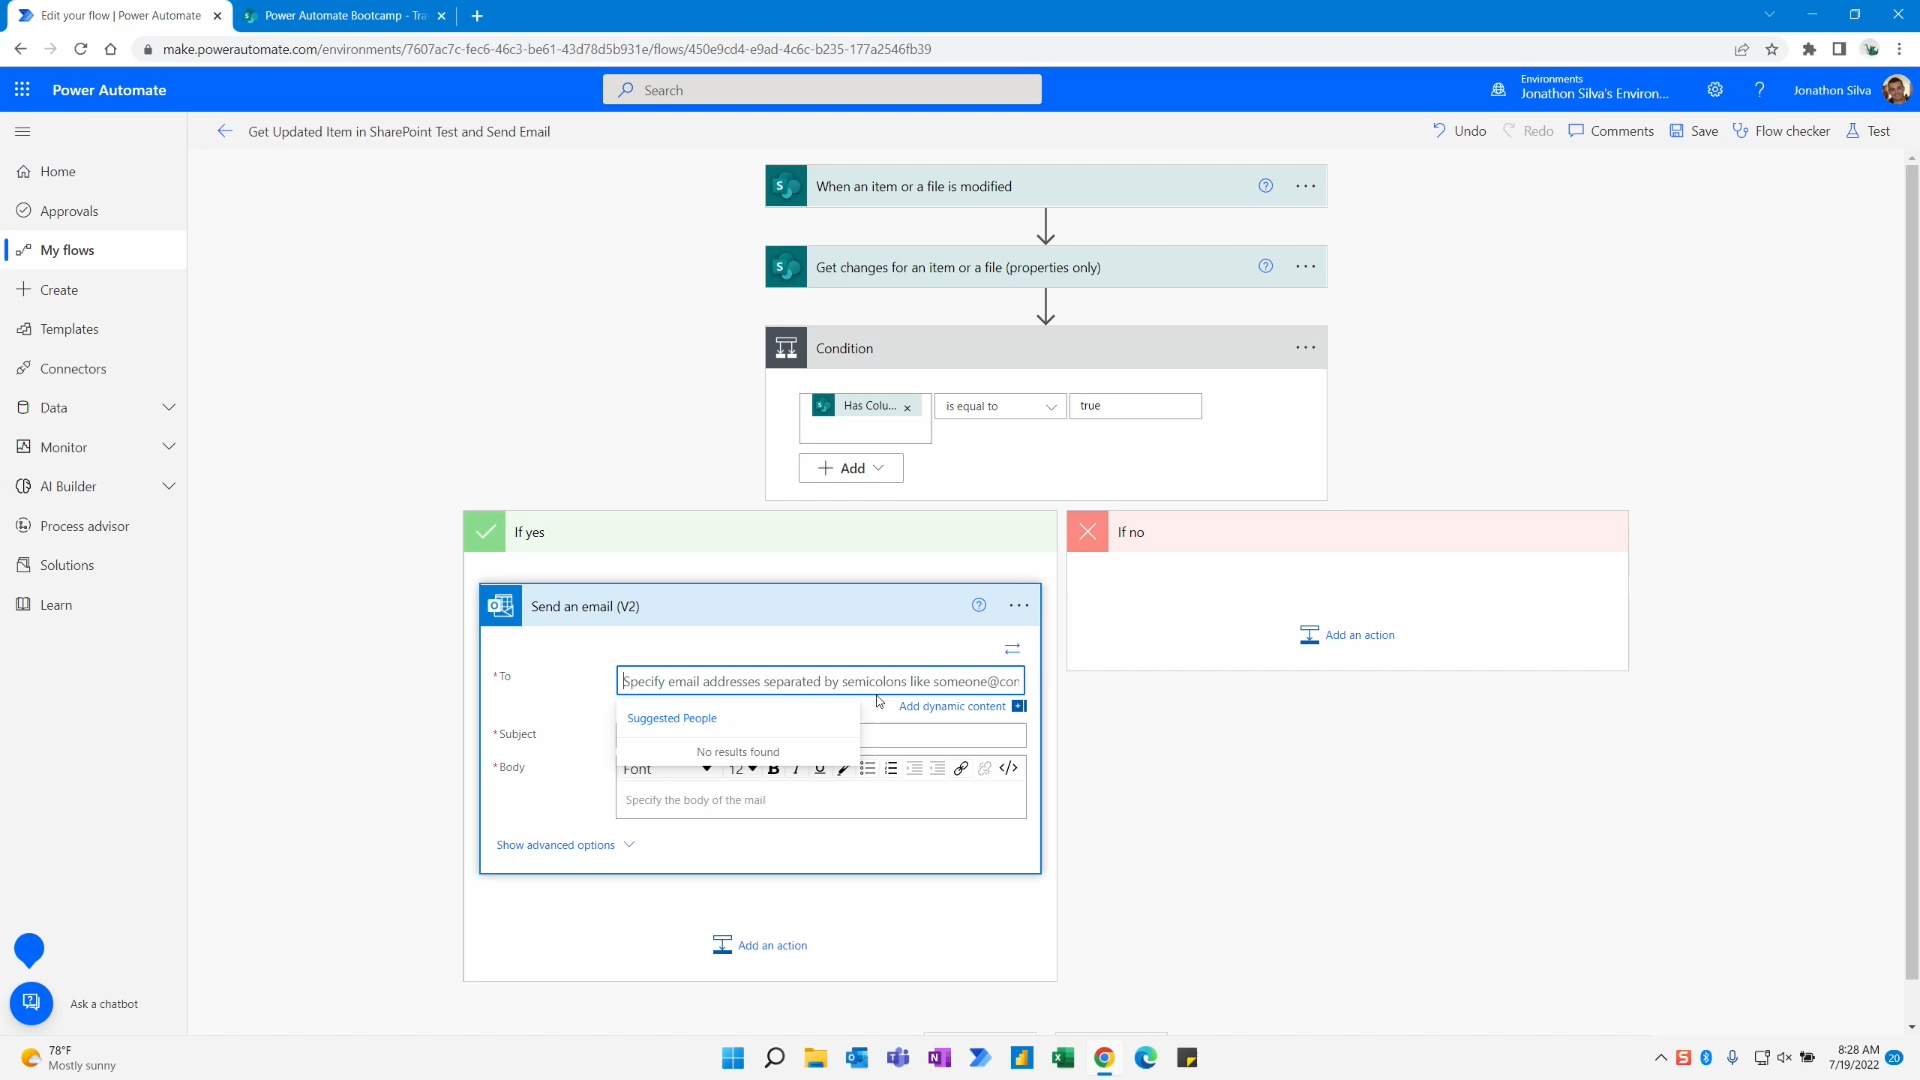 Edit your flow | Power Automate
Power Automate Bootcamp - Tra
make.powerautomate.com/environments/7607ac7c-fec6-46c3-be61-43d78d5b931e/flows/450e9cd4-e9ad-4c6c-b235-177a2546fb39
Power Automate
Search
Environments
Jonathon Silva's Environ...
Jonathon Silva
Get Updated Item in SharePoint Test and Send Email
Undo
Redo
Comments
Save
Flow checker
Test
Home
Approvals
My flows
Create
Templates
Connectors
Data
Monitor
AI Builder
Process advisor
Solutions
Learn
Ask a chatbot
When an item or a file is modified
Get changes for an item or a file (properties only)
Condition
Has Colu...
is equal to
true
Add
If yes
If no
Send an email (V2)
* To
Specify email addresses separated by semicolons like someone@con
Add dynamic content
Suggested People
No results found
* Subject
* Body
Font
12
B I U
</>
Specify the body of the mail
Show advanced options
Add an action
Add an action
78°F
Mostly sunny
8:28 AM
7/19/2022
20